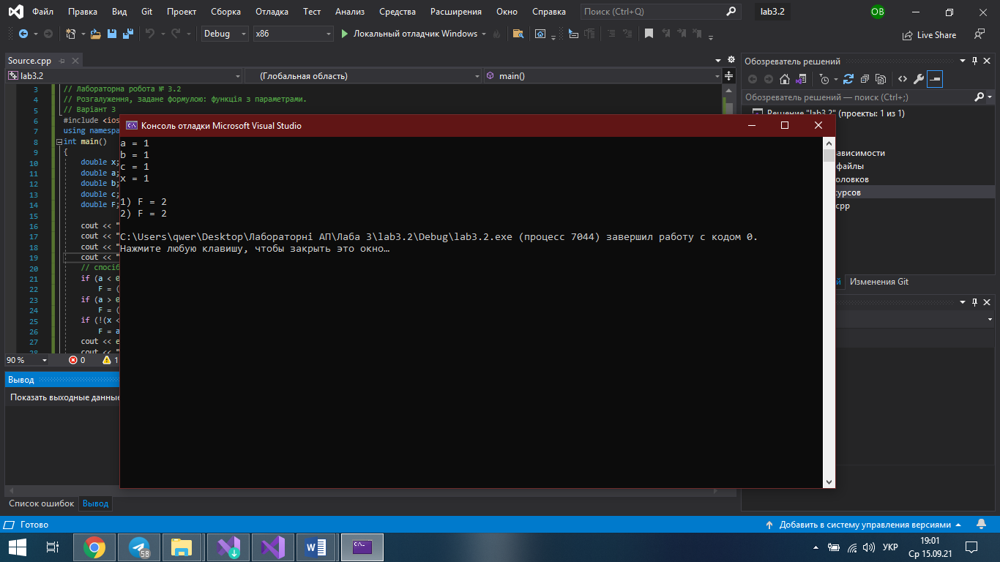 Файл Правка Вид Git Проект Сборка Отладка Тест Анализ Средства Расширения Окно Справка Поиск (Ctrl+Q) lab3.2 ОВ
Debug x86 Локальный отладчик Windows Live Share
Source.cpp
lab3.2 (Глобальная область) main()
3 // Лабораторна робота № 3.2
4 // Розгалуження, задане формулою: функція з параметрами.
5 // Варіант 3
6 #include <ios
7 using namespa
8 int main()
9 {
10 double x;
11 double a;
12 double b;
13 double c;
14 double F;
15
16 cout << "
17 cout << "
18 cout << "
19 cout << "
20 // спосіб
21 if (a < 0
22 F = (
23 if (a > 0
24 F = (
25 if (!(x <
26 F = a
27 cout << e
28 cout << "
90 % 0 1
Вывод
Показать выходные данные
Список ошибок Вывод
Консоль отладки Microsoft Visual Studio
a = 1
b = 1
c = 1
x = 1
1) F = 2
2) F = 2
C:\Users\qwer\Desktop\Лабораторні АП\Лаба 3\lab3.2\Debug\lab3.2.exe (процесс 7044) завершил работу с кодом 0.
Нажмите любую клавишу, чтобы закрыть это окно…
Обозреватель решений
Обозреватель решений — поиск (Ctrl+;)
Решение "lab3.2" (проекты: 1 из 1)
ависимости
файлы
оловков
урсов
cpp
й Изменения Git
Готово Добавить в систему управления версиями
58 УКР 19:01
Ср 15.09.21